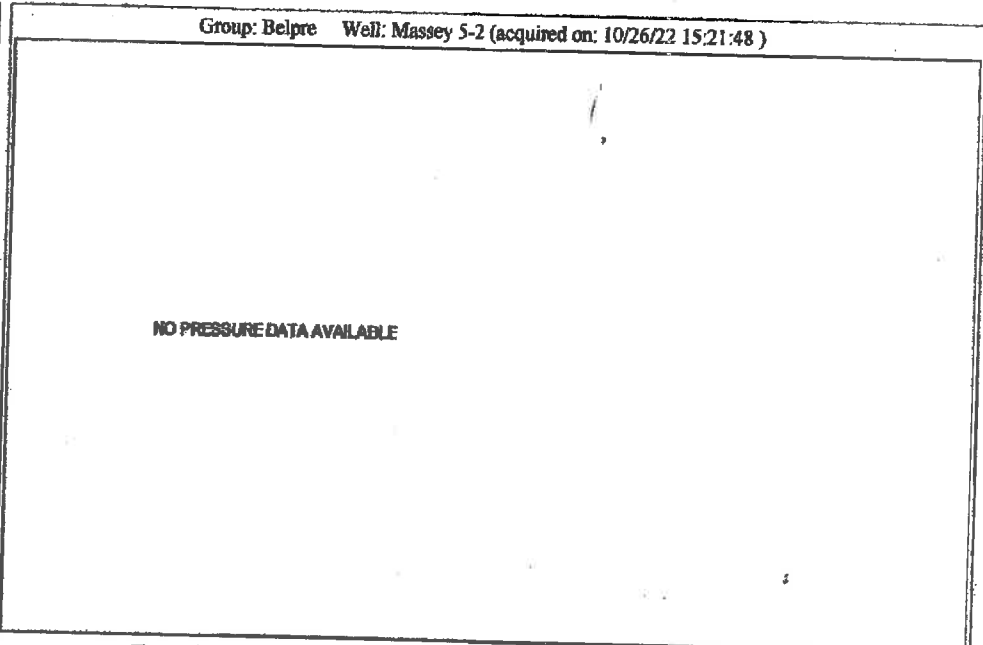 Group: Belpre Well: Massey 5-2 (acquired on: 10/26/22 15:21:48 )
NO PRESSURE DATA AVAILABLE